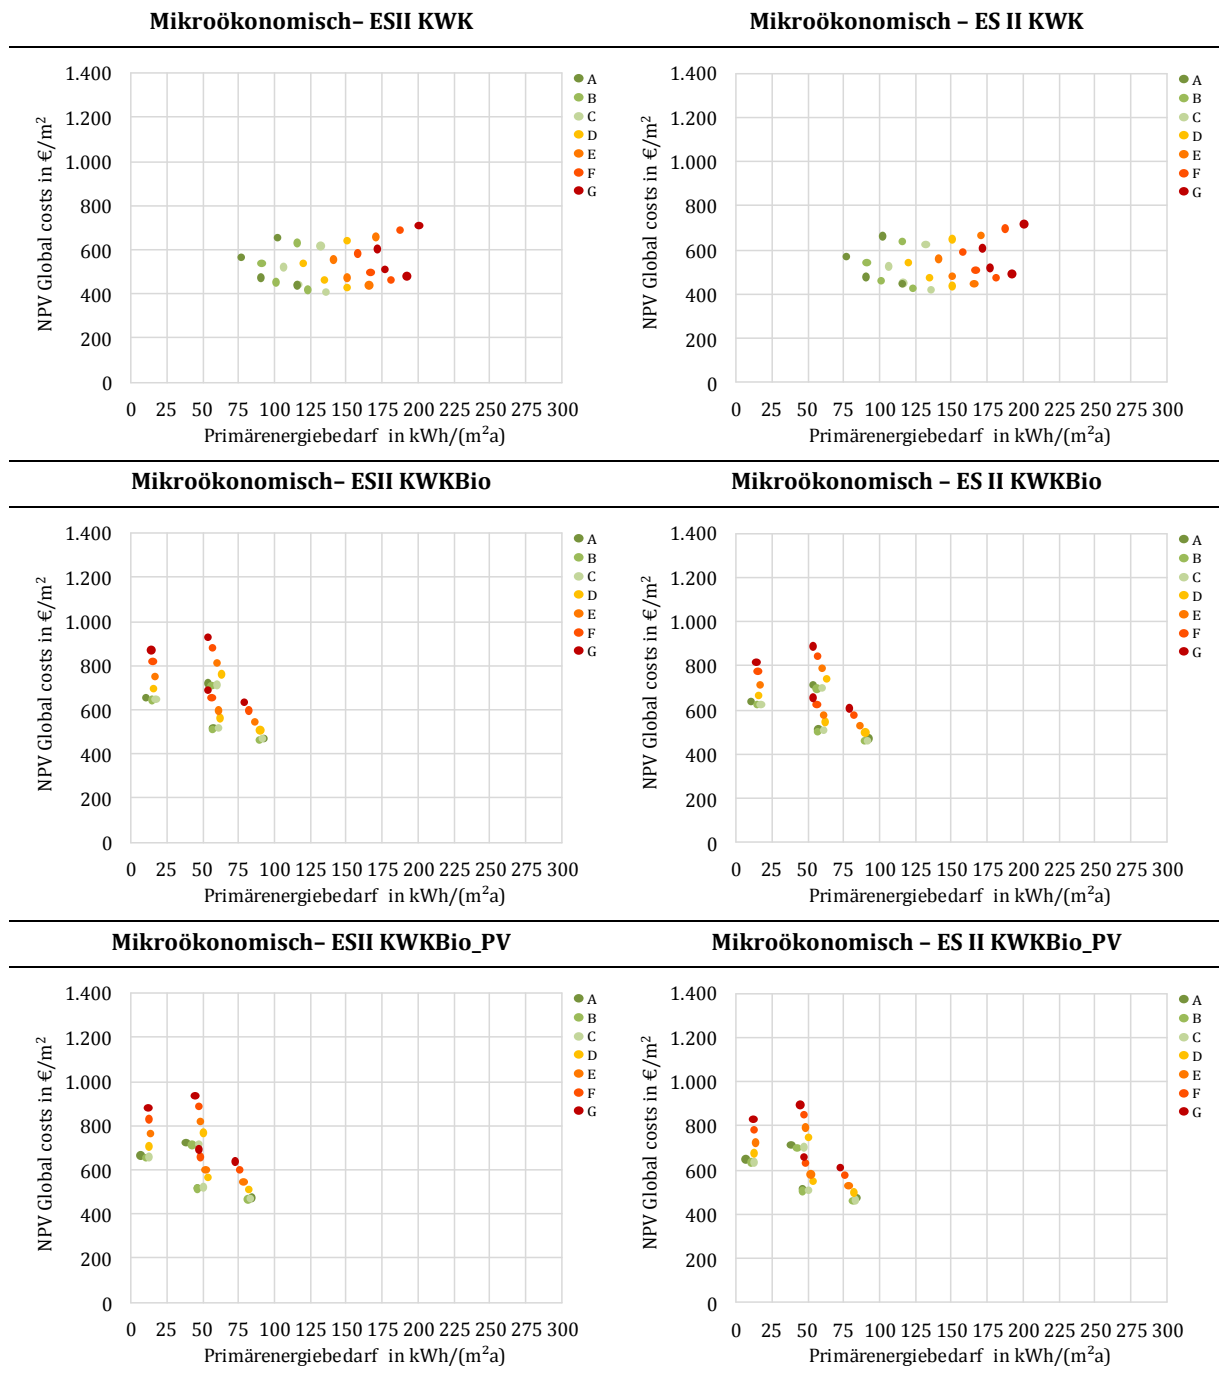 Mikroökonomisch– ESII KWK
Mikroökonomisch – ES II KWK
1.400
1.200
1.000
800
600
400
200
0
NPV Global costs in €/m²
0 25 50 75 100 125 150 175 200 225 250 275 300
Primärenergiebedarf in kWh/(m²a)
A
B
C
D
E
F
G
1.400
1.200
1.000
800
600
400
200
0
NPV Global costs in €/m²
0 25 50 75 100 125 150 175 200 225 250 275 300
Primärenergiebedarf in kWh/(m²a)
A
B
C
D
E
F
G
Mikroökonomisch– ESII KWKBio
Mikroökonomisch – ES II KWKBio
1.400
1.200
1.000
800
600
400
200
0
NPV Global costs in €/m²
0 25 50 75 100 125 150 175 200 225 250 275 300
Primärenergiebedarf in kWh/(m²a)
A
B
C
D
E
F
G
1.400
1.200
1.000
800
600
400
200
0
NPV Global costs in €/m²
0 25 50 75 100 125 150 175 200 225 250 275 300
Primärenergiebedarf in kWh/(m²a)
A
B
C
D
E
F
G
Mikroökonomisch– ESII KWKBio_PV
Mikroökonomisch – ES II KWKBio_PV
1.400
1.200
1.000
800
600
400
200
0
NPV Global costs in €/m²
0 25 50 75 100 125 150 175 200 225 250 275 300
Primärenergiebedarf in kWh/(m²a)
A
B
C
D
E
F
G
1.400
1.200
1.000
800
600
400
200
0
NPV Global costs in €/m²
0 25 50 75 100 125 150 175 200 225 250 275 300
Primärenergiebedarf in kWh/(m²a)
A
B
C
D
E
F
G